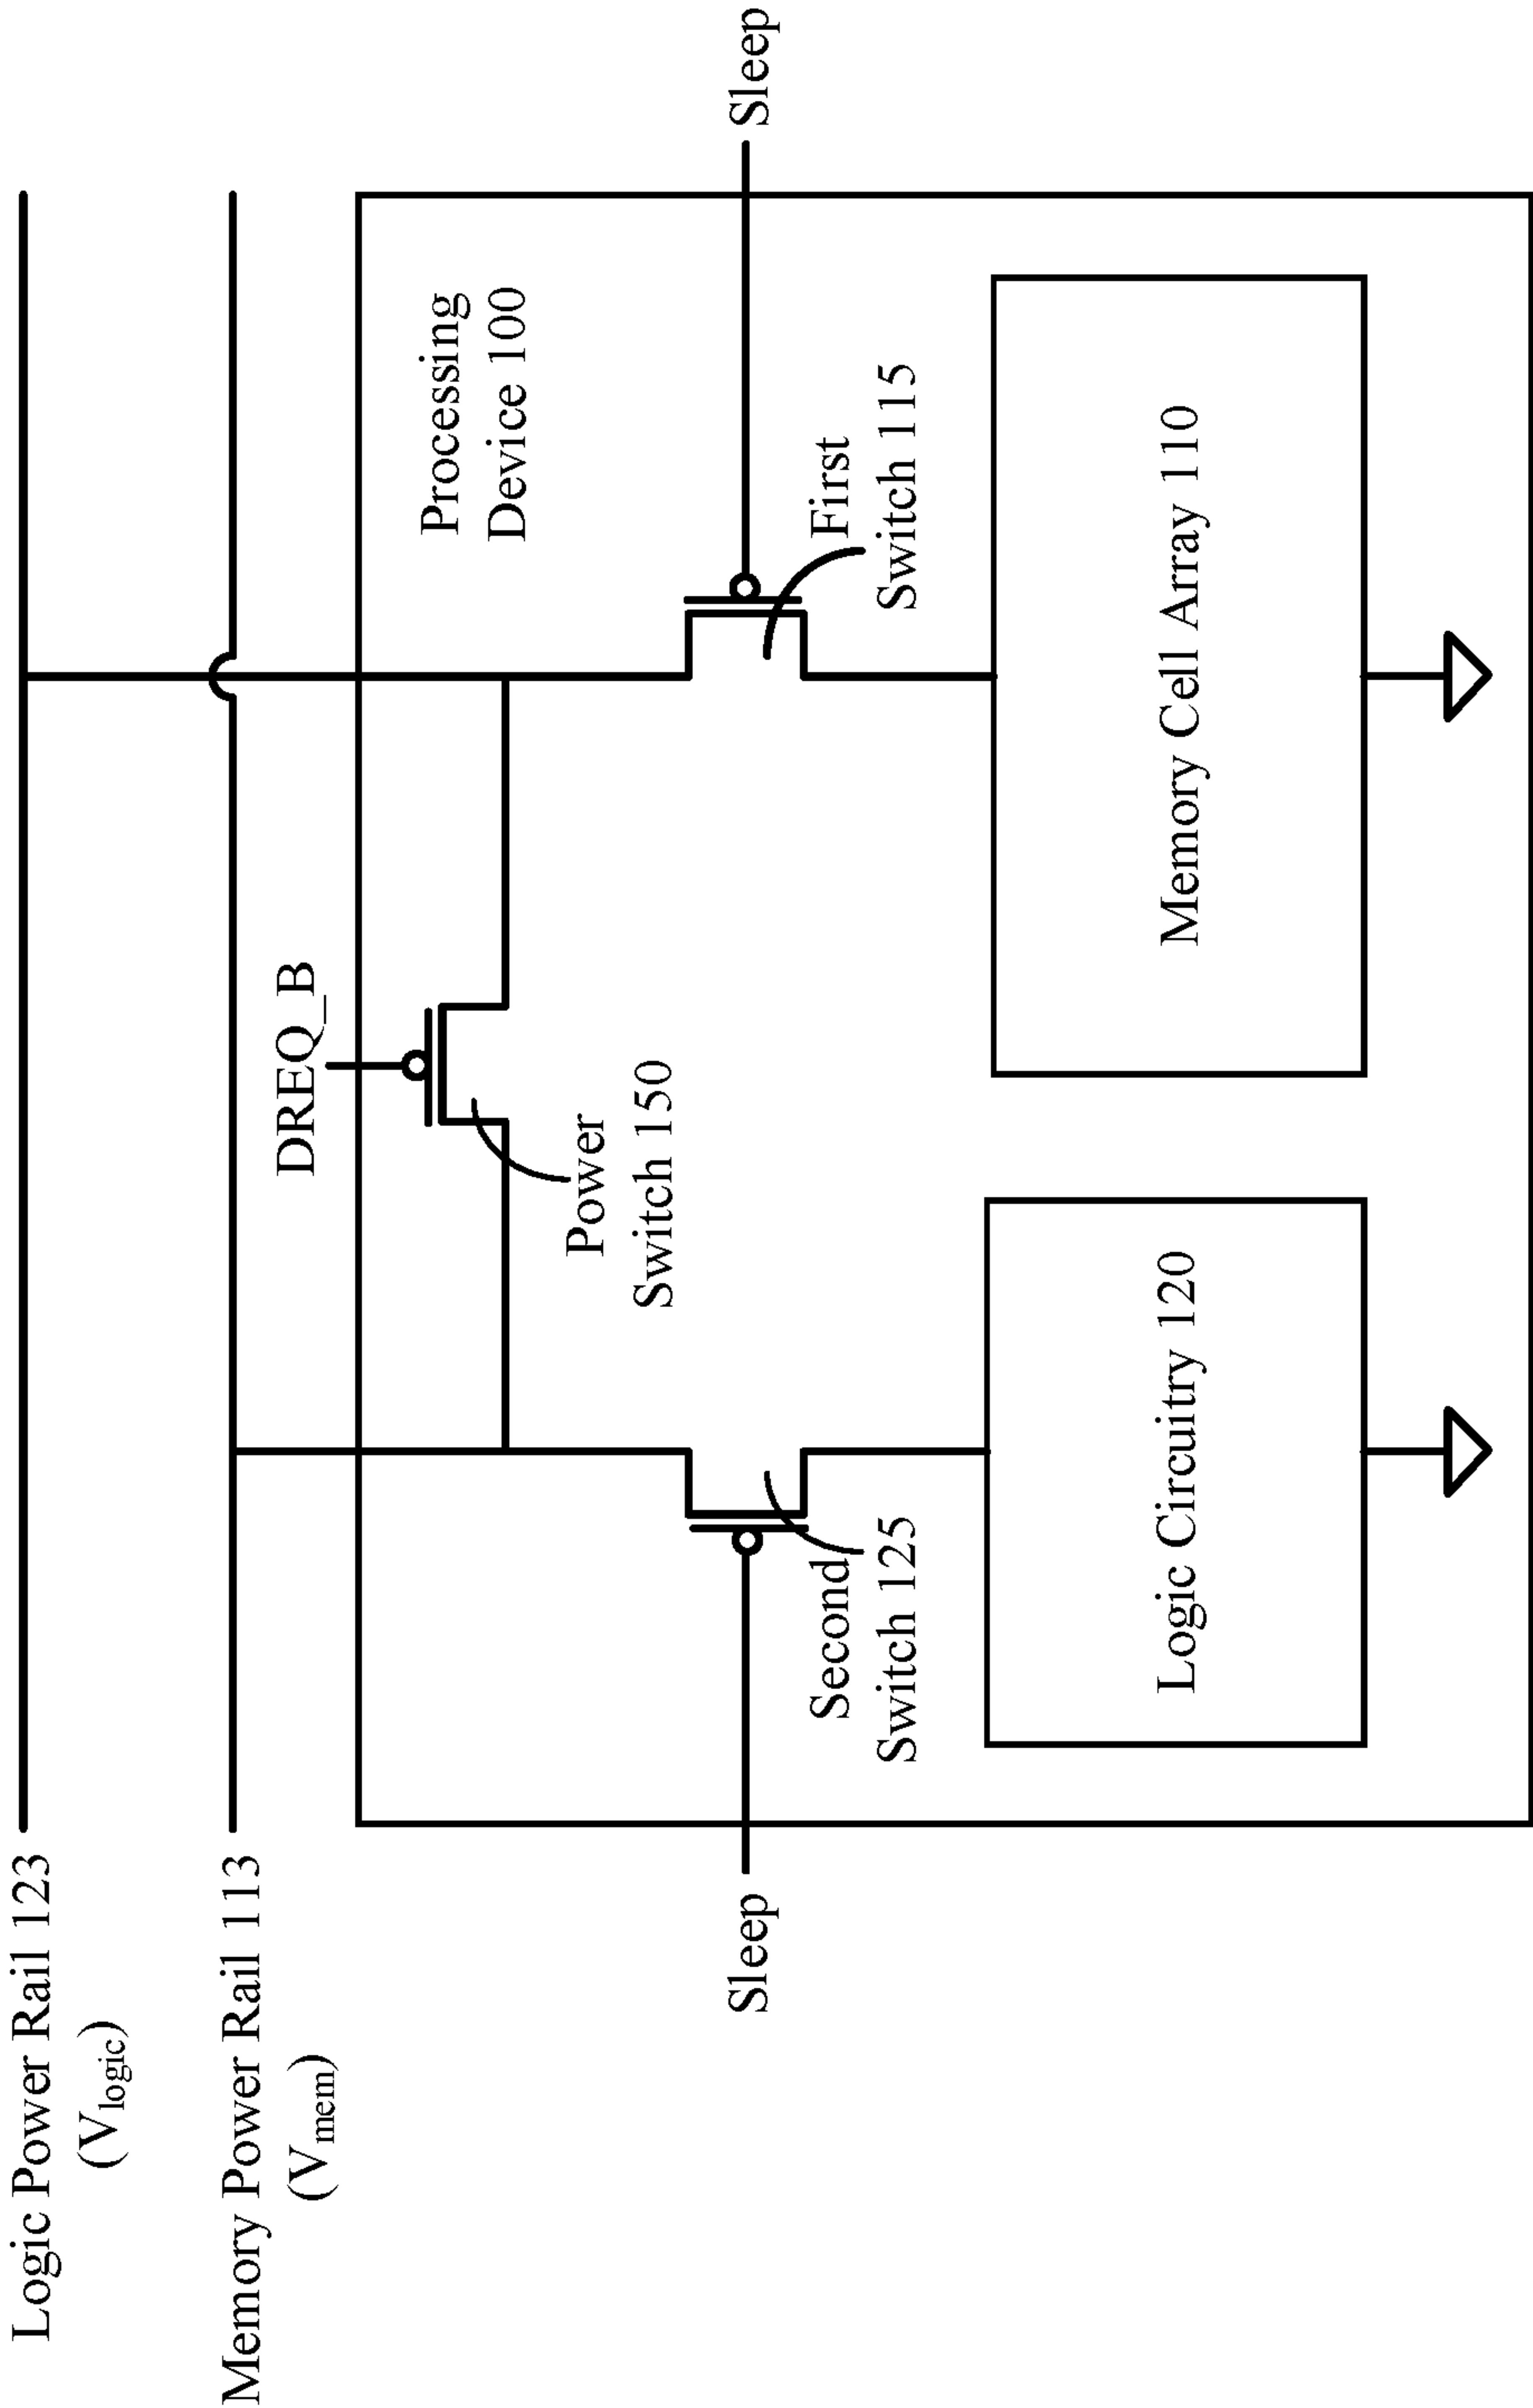 Logic Power Rail 123
(Vlogic)
Memory Power Rail 113
(Vmem)
DREQ_B
Processing
Device 100
Power
Switch 150
Sleep
Sleep
Second
Switch 125
First
Switch 115
Logic Circuitry 120
Memory Cell Array 110